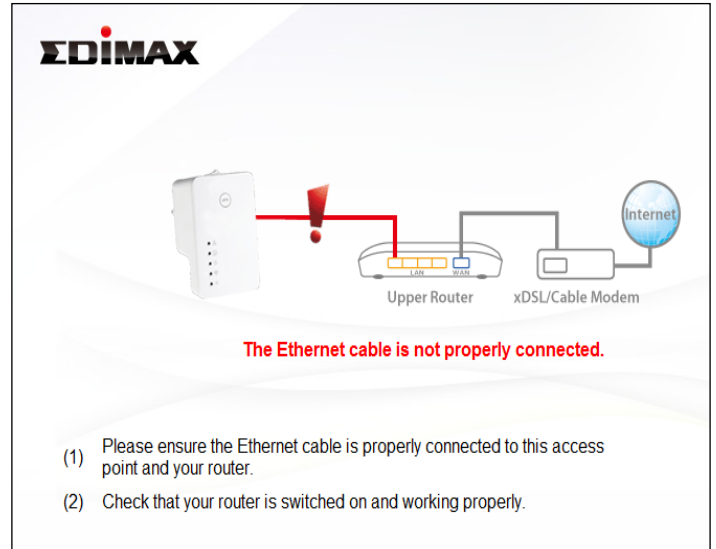 EDIMAX
Internet
LAN
WAN
Upper Router
xDSL/Cable Modem
The Ethernet cable is not properly connected.
(1) Please ensure the Ethernet cable is properly connected to this access
point and your router.
(2) Check that your router is switched on and working properly.